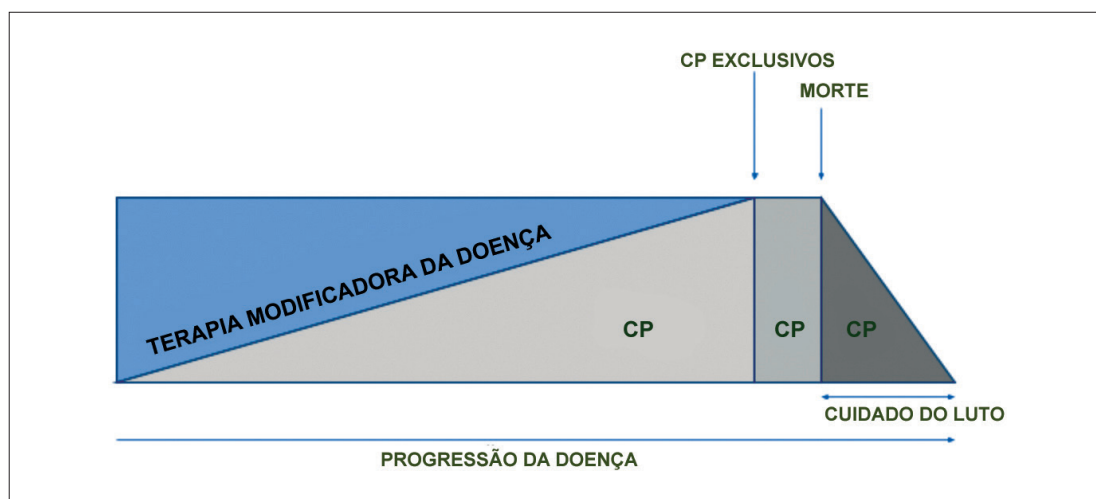 CP EXCLUSIVOS
MORTE
TERAPIA MODIFICADORA DA DOENÇA
CP
CP
CP
CUIDADO DO LUTO
PROGRESSÃO DA DOENÇA